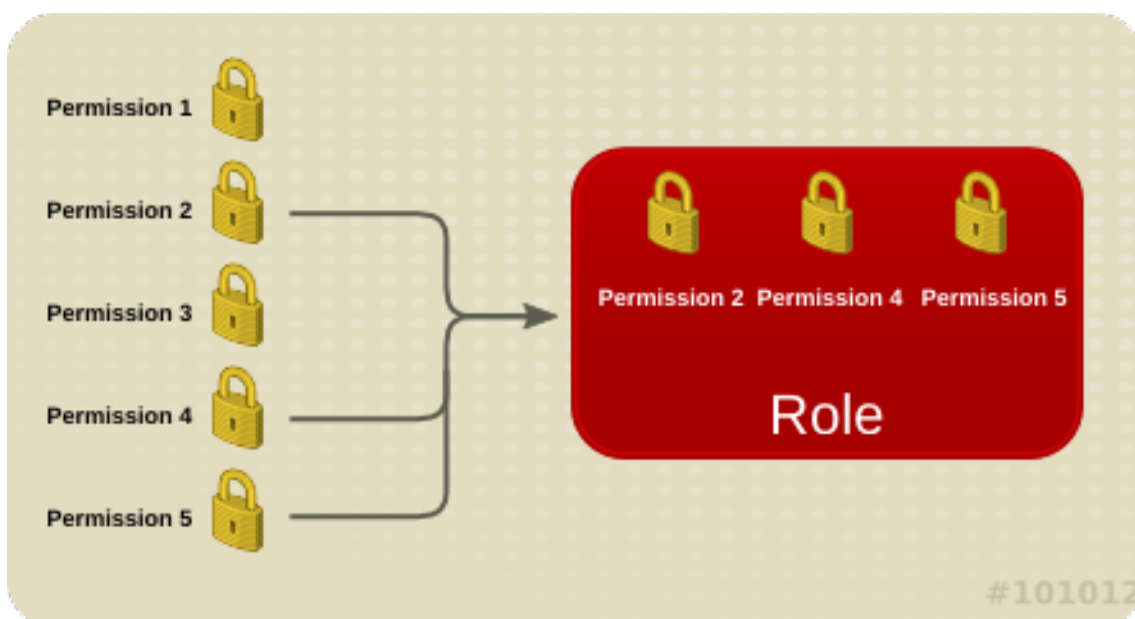 Permission 1
Permission 2
Permission 3
Permission 4
Permission 5
Permission 2 Permission 4 Permission 5
Role
#101012